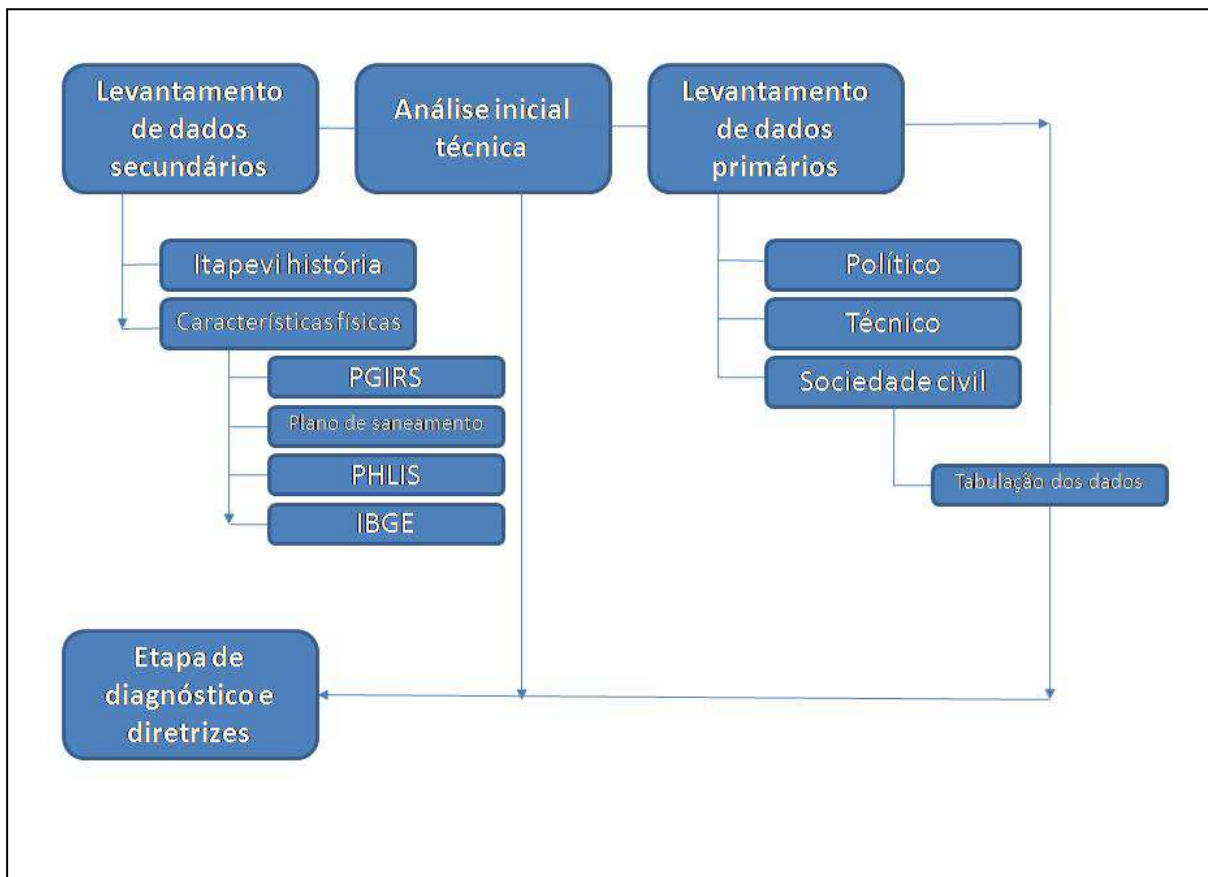 Levantamento
de dados
secundários
Análise inicial
técnica
Levantamento
de dados
primários
Itapevi história
Características físicas
PGIRS
Plano de saneamento
PHLIS
IBGE
Político
Técnico
Sociedade civil
Tabulação dos dados
Etapa de
diagnóstico e
diretrizes